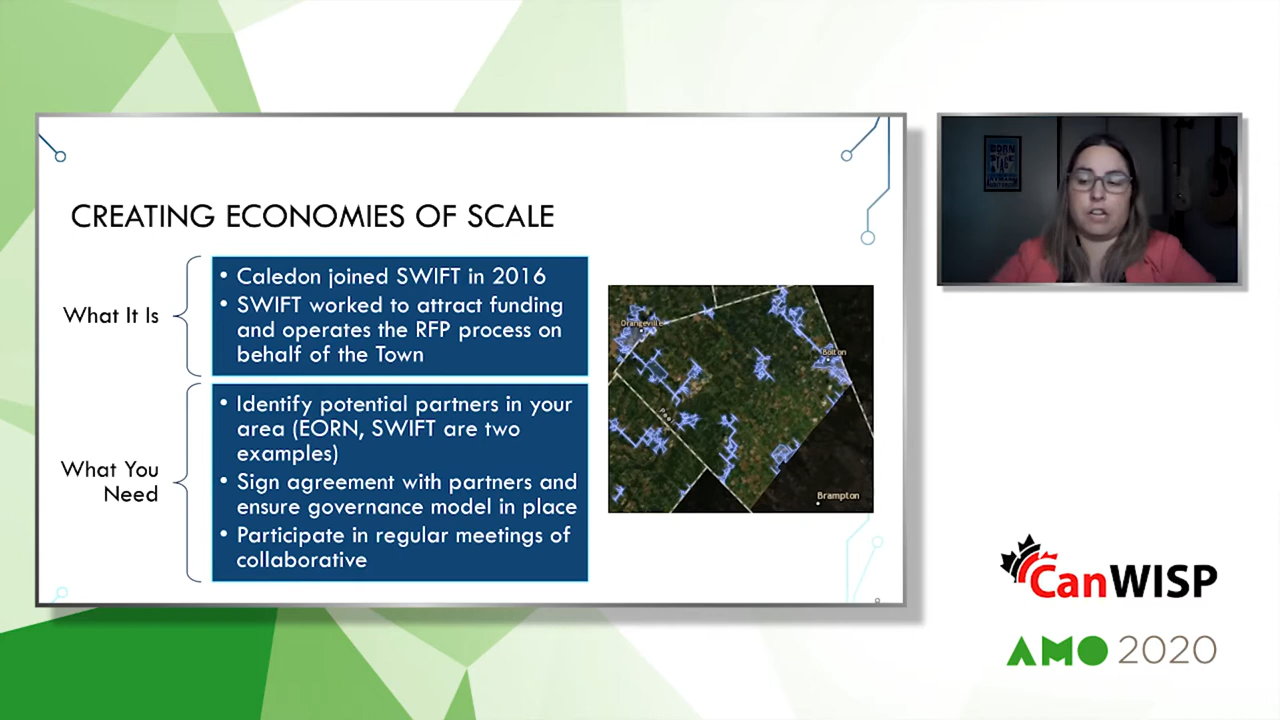 CREATING ECONOMIES OF SCALE
What It Is
• Caledon joined SWIFT in 2016
• SWIFT worked to attract funding
and operates the RFP process on
behalf of the Town
What You
Need
• Identify potential partners in your
area (EORN, SWIFT are two
examples)
• Sign agreement with partners and
ensure governance model in place
• Participate in regular meetings of
collaborative
Orangeville
Bolton
Peel
Brampton
BORN
STAGE
CanWISP
AMO 2020